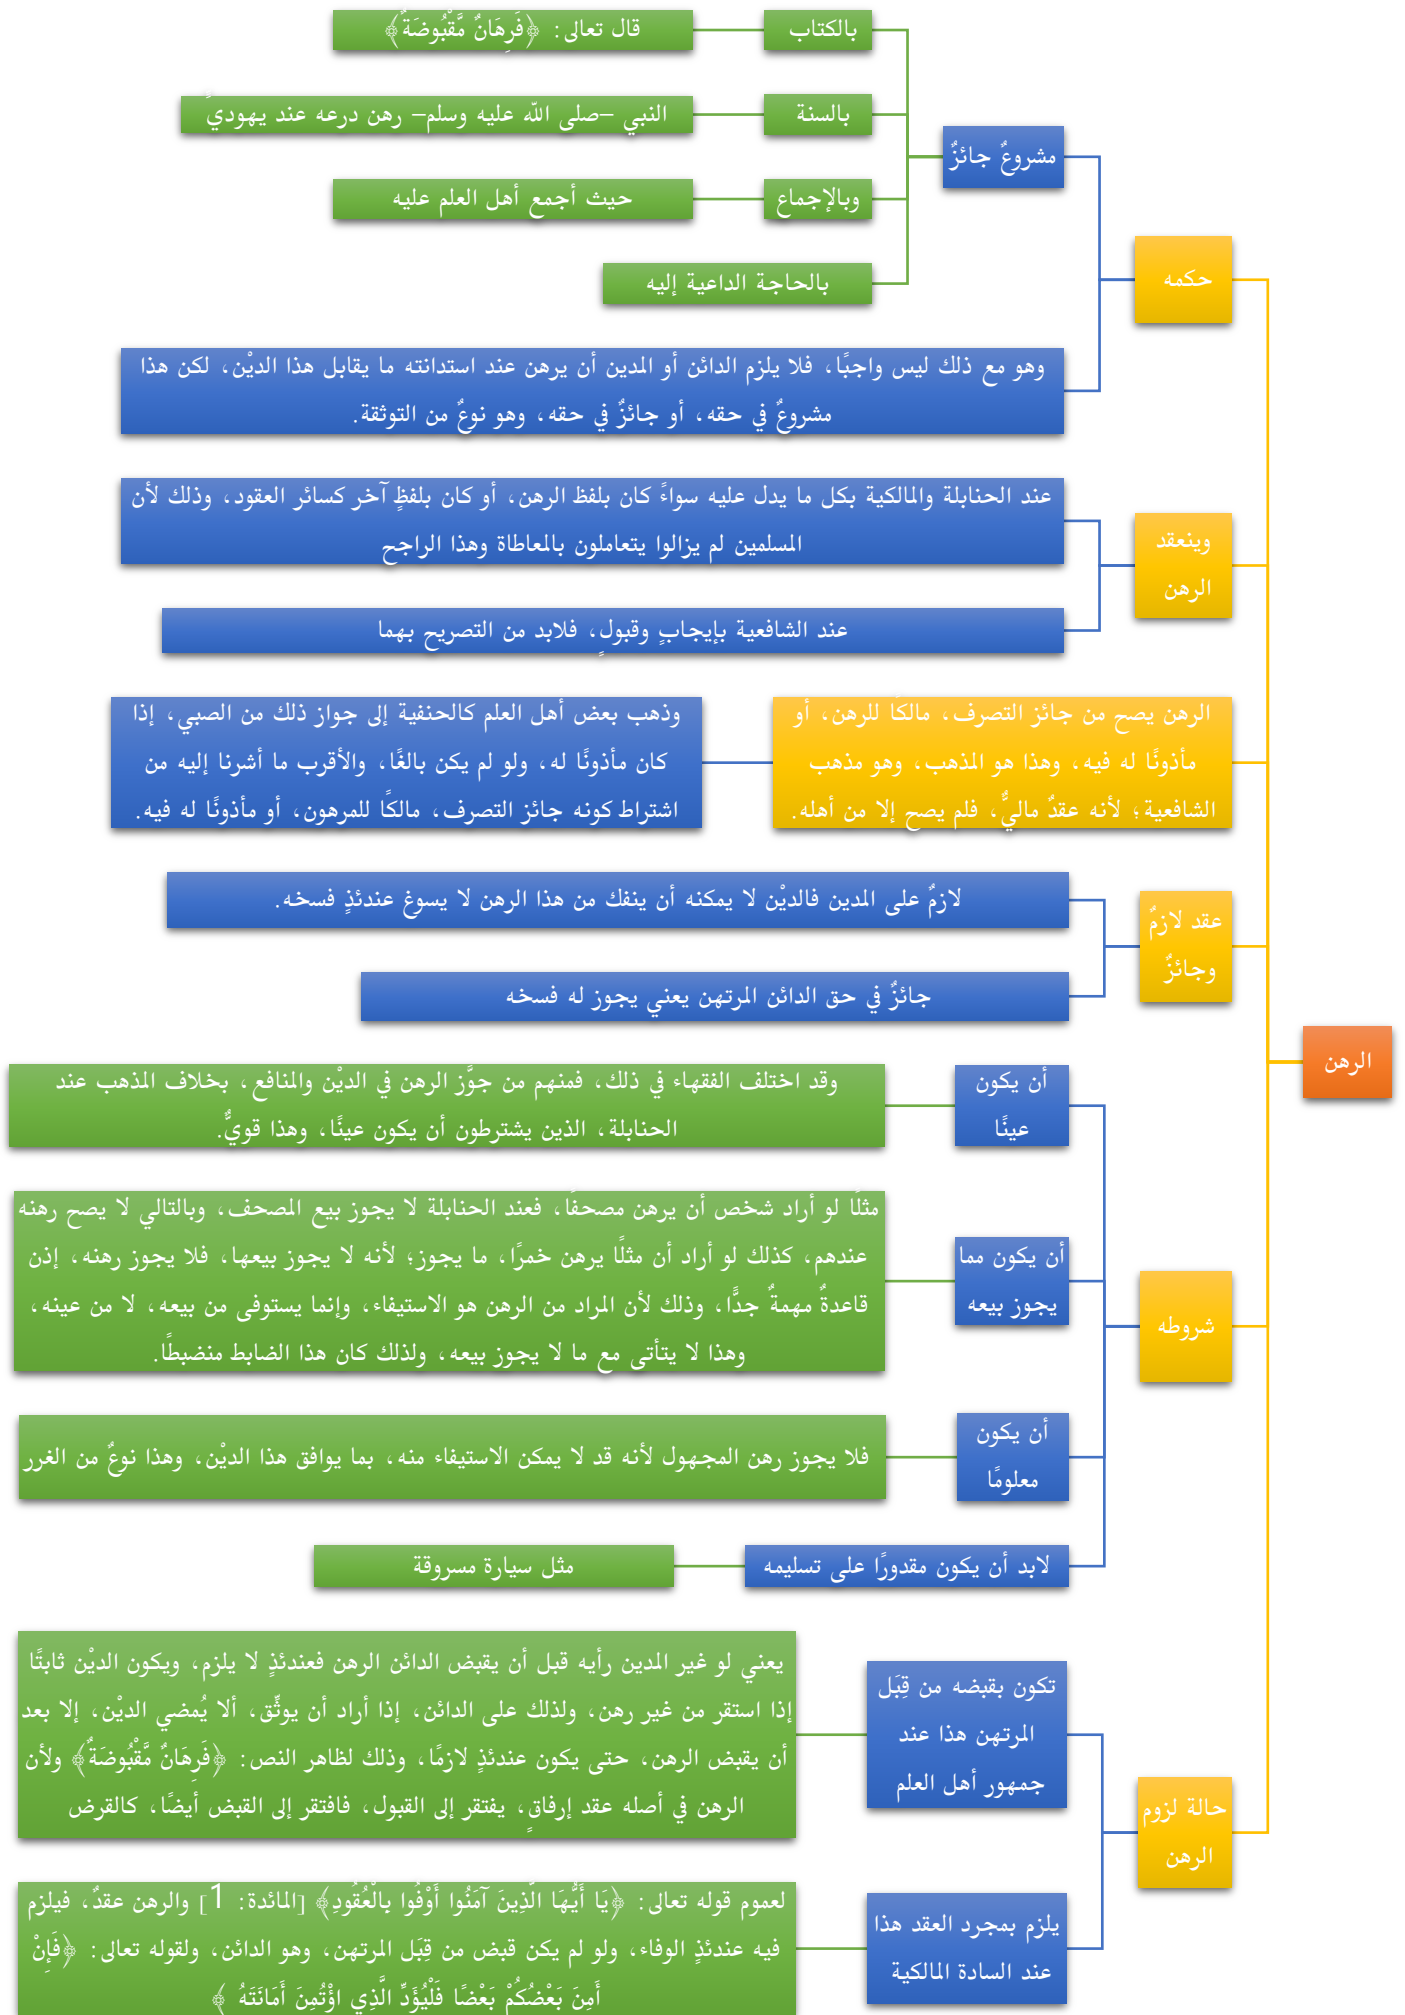 الرهن
حكمه
مشروعٌ جائزٌ
بالكتاب
قال تعالى: ﴿فَرِهَانٌ مَّقْبُوضَةٌ﴾
بالسنة
النبي –صلى الله عليه وسلم– رهن درعه عند يهوديٍّ
وبالإجماع
حيث أجمع أهل العلم عليه
بالحاجة الداعية إليه
وهو مع ذلك ليس واجبًا، فلا يلزم الدائن أو المدين أن يرهن عند استدانته ما يقابل هذا الديْن، لكن هذا
مشروعٌ في حقه، أو جائزٌ في حقه، وهو نوعٌ من التوثقة.
وينعقد
الرهن
عند الحنابلة والمالكية بكل ما يدل عليه سواءً كان بلفظ الرهن، أو كان بلفظٍ آخر كسائر العقود، وذلك لأن
المسلمين لم يزالوا يتعاملون بالمعاطاة وهذا الراجح
عند الشافعية بإيجابٍ وقبولٍ، فلابد من التصريح بهما
الرهن يصح من جائز التصرف، مالكًا للرهن، أو
مأذونًا له فيه، وهذا هو المذهب، وهو مذهب
الشافعية؛ لأنه عقدٌ ماليٌّ، فلم يصح إلا من أهله.
وذهب بعض أهل العلم كالحنفية إلى جواز ذلك من الصبي، إذا
كان مأذونًا له، ولو لم يكن بالغًا، والأقرب ما أشرنا إليه من
اشتراط كونه جائز التصرف، مالكًا للمرهون، أو مأذونًا له فيه.
عقد لازمٌ
وجائزٌ
لازمٌ على المدين فالديْن لا يمكنه أن ينفك من هذا الرهن لا يسوغ عندئذٍ فسخه.
جائزٌ في حق الدائن المرتهن يعني يجوز له فسخه
شروطه
أن يكون
عينًا
وقد اختلف الفقهاء في ذلك، فمنهم من جوَّز الرهن في الديْن والمنافع، بخلاف المذهب عند
الحنابلة، الذين يشترطون أن يكون عينًا، وهذا قويٌّ.
أن يكون مما
يجوز بيعه
مثلًا لو أراد شخص أن يرهن مصحفًا، فعند الحنابلة لا يجوز بيع المصحف، وبالتالي لا يصح رهنه
عندهم، كذلك لو أراد أن مثلًا يرهن خمرًا، ما يجوز؛ لأنه لا يجوز بيعها، فلا يجوز رهنه، إذن
قاعدةٌ مهمةٌ جدًّا، وذلك لأن المراد من الرهن هو الاستيفاء، وإنما يستوفى من بيعه، لا من عينه،
وهذا لا يتأتى مع ما لا يجوز بيعه، ولذلك كان هذا الضابط منضبطًا.
أن يكون
معلومًا
فلا يجوز رهن المجهول لأنه قد لا يمكن الاستيفاء منه، بما يوافق هذا الديْن، وهذا نوعٌ من الغرر
لابد أن يكون مقدورًا على تسليمه
مثل سيارة مسروقة
حالة لزوم
الرهن
تكون بقبضه من قِبَل
المرتهن هذا عند
جمهور أهل العلم
يعني لو غير المدين رأيه قبل أن يقبض الدائن الرهن فعندئذٍ لا يلزم، ويكون الديْن ثابتًا
إذا استقر من غير رهن، ولذلك على الدائن، إذا أراد أن يوثِّق، ألا يُمضي الديْن، إلا بعد
أن يقبض الرهن، حتى يكون عندئذٍ لازمًا، وذلك لظاهر النص: ﴿فَرِهَانٌ مَّقْبُوضَةٌ﴾ ولأن
الرهن في أصله عقد إرفاقٍ، يفتقر إلى القبول، فافتقر إلى القبض أيضًا، كالقرض
يلزم بمجرد العقد هذا
عند السادة المالكية
لعموم قوله تعالى: ﴿يَا أَيُّهَا الَّذِينَ آمَنُوا أَوْفُوا بِالْعُقُودِ﴾ [المائدة: 1] والرهن عقدٌ، فيلزم
فيه عندئذٍ الوفاء، ولو لم يكن قبض من قِبَل المرتهن، وهو الدائن، ولقوله تعالى: ﴿فَإِنْ
أَمِنَ بَعْضُكُمْ بَعْضًا فَلْيُؤَدِّ الَّذِي اؤْتُمِنَ أَمَانَتَهُ ﴾